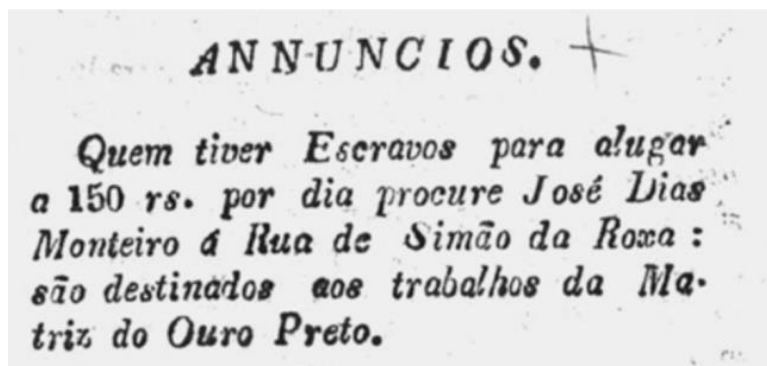 ANNUNCIOS.
Quem tiver Escravos para alugar
a 150 rs. por dia procure José Dias
Monteiro á Rua de Simão da Roxa :
são destinados aos trabalhos da Ma-
triz do Ouro Preto.